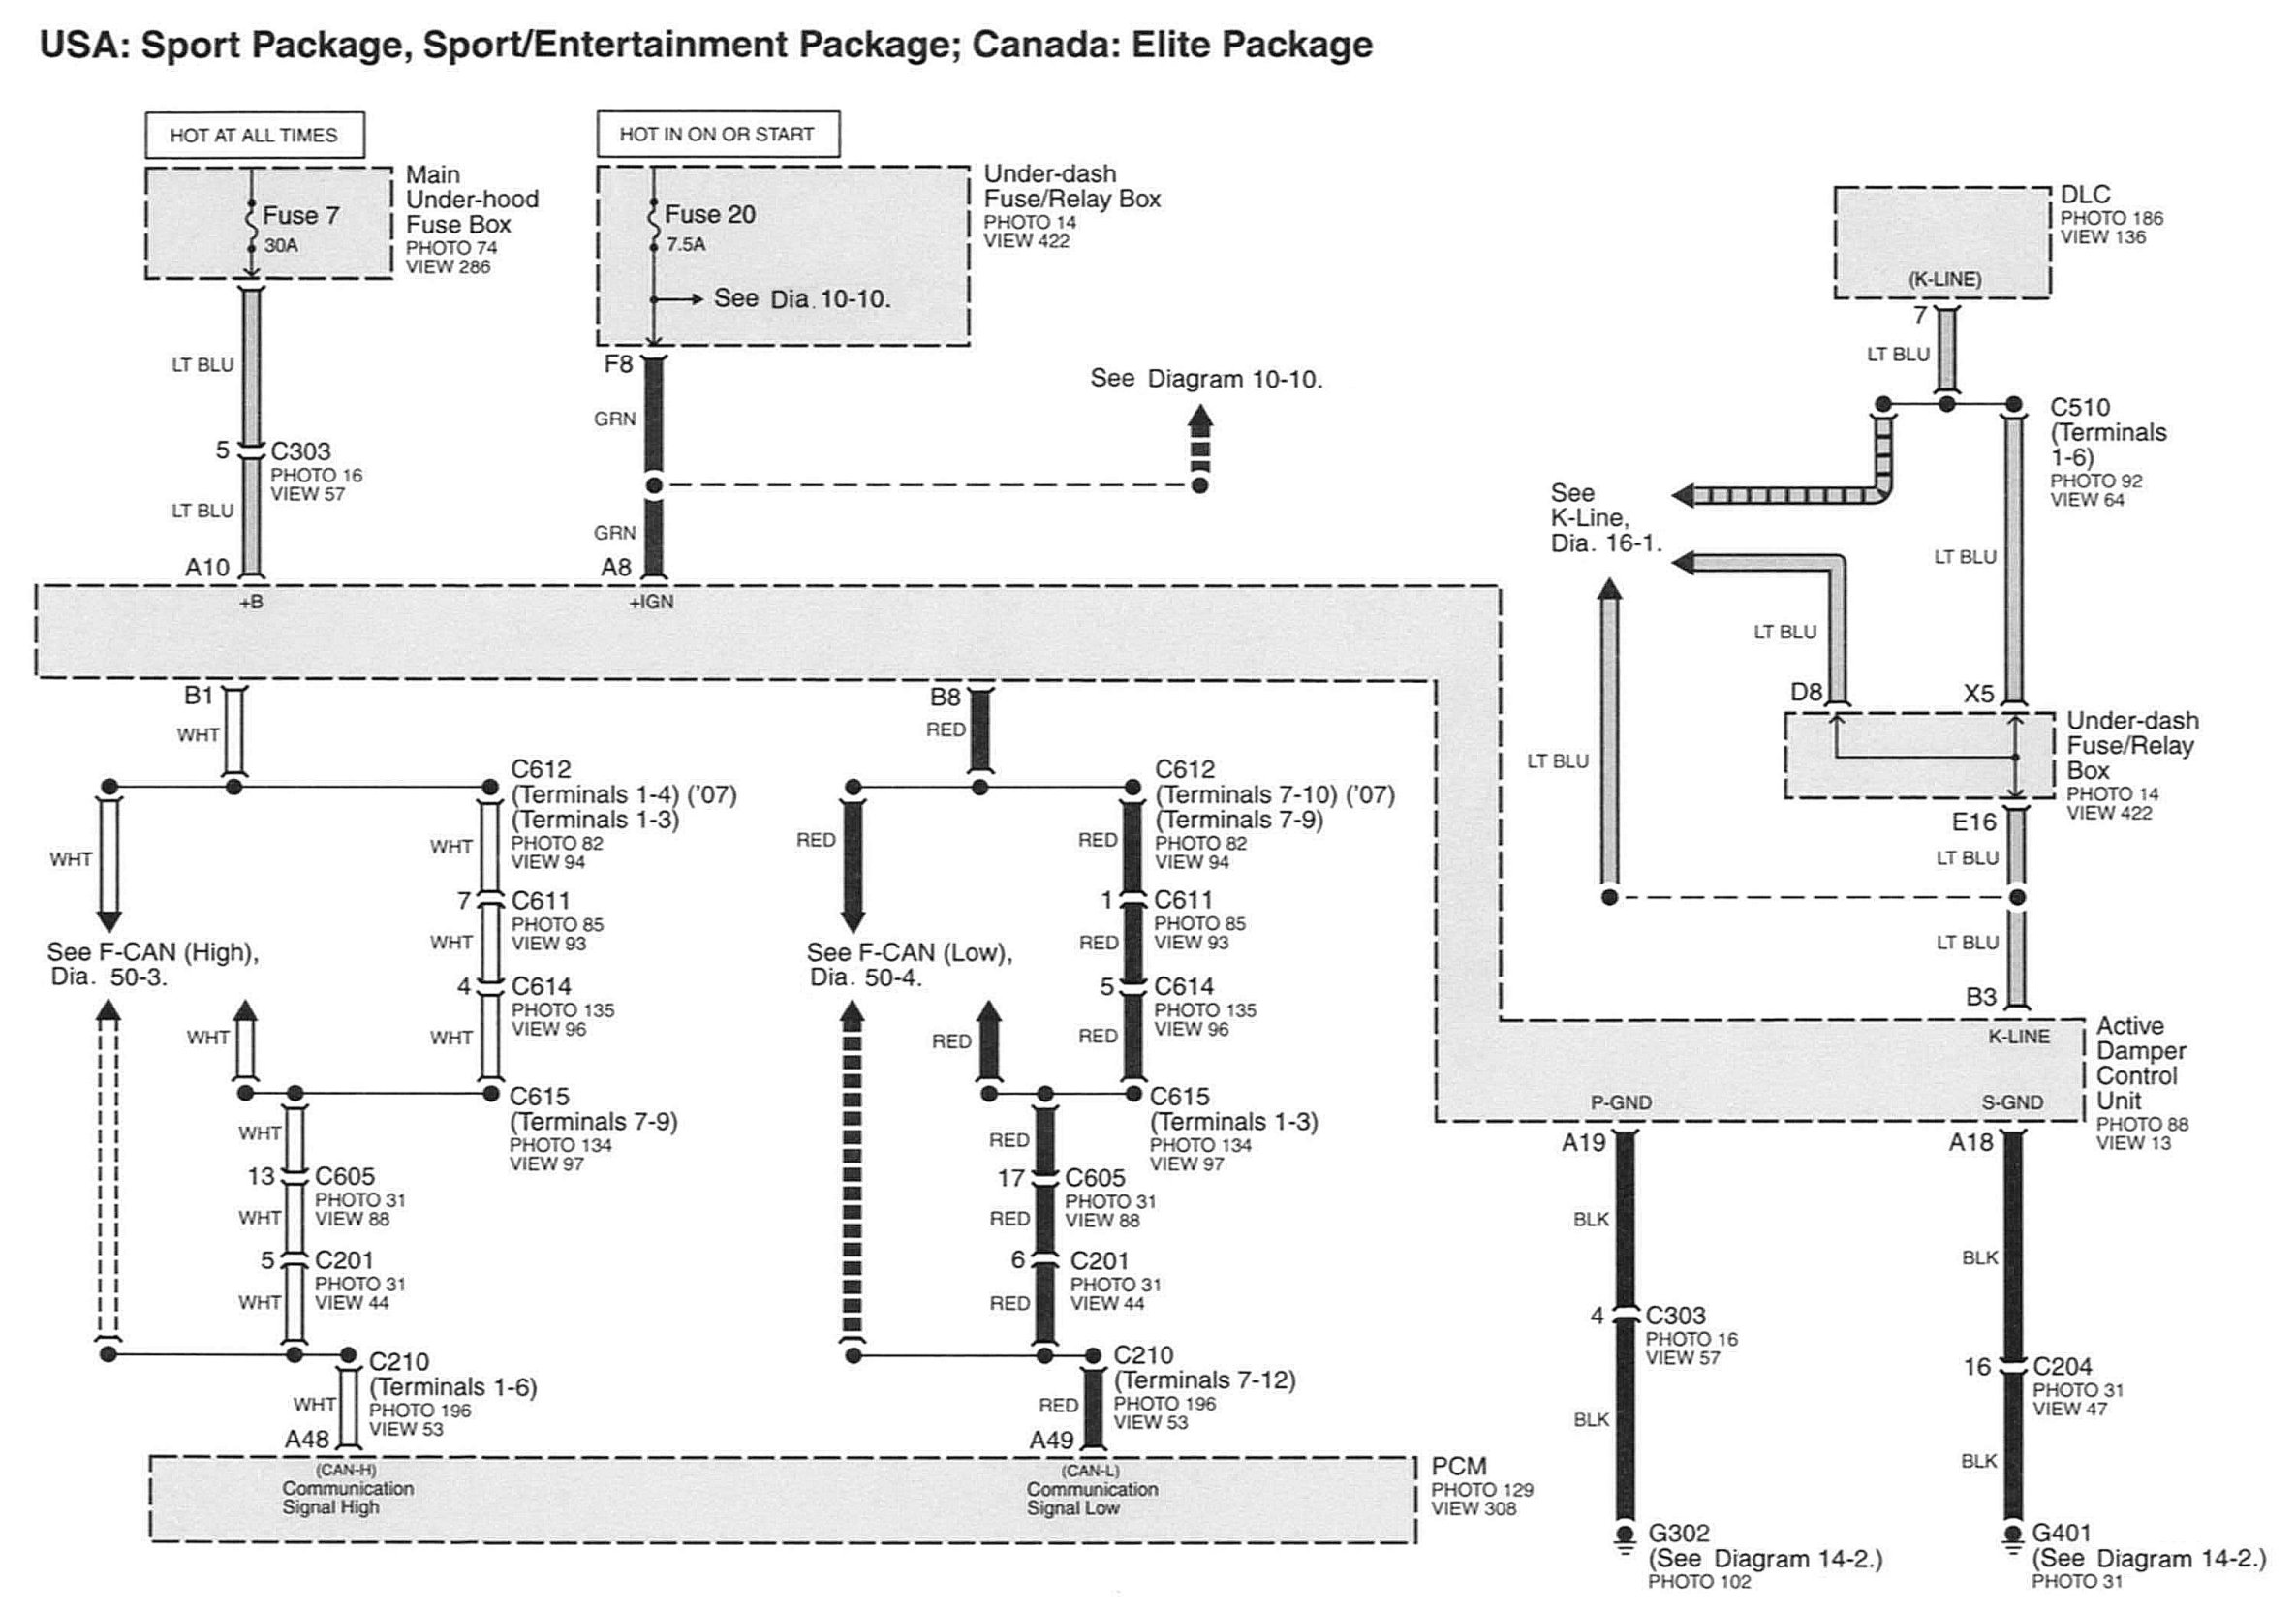 USA: Sport Package, Sport/Entertainment Package; Canada: Elite Package
HOT AT ALL TIMES
Fuse 7
30A
Main
Under-hood
Fuse Box
PHOTO 74
VIEW 286
LT BLU
5
C303
PHOTO 16
VIEW 57
LT BLU
A10
+B
HOT IN ON OR START
Fuse 20
7.5A
See Dia. 10-10.
Under-dash
Fuse/Relay Box
PHOTO 14
VIEW 422
F8
GRN
See Diagram 10-10.
GRN
A8
+IGN
DLC
PHOTO 186
VIEW 136
(K-LINE)
7
LT BLU
C510
(Terminals
1-6)
PHOTO 92
VIEW 64
See
K-Line,
Dia. 16-1.
LT BLU
LT BLU
D8
X5
LT BLU
Under-dash
Fuse/Relay
Box
PHOTO 14
VIEW 422
E16
LT BLU
LT BLU
B3
K-LINE
Active
Damper
Control
Unit
PHOTO 88
VIEW 13
P-GND
S-GND
A19
BLK
4
C303
PHOTO 16
VIEW 57
BLK
G302
(See Diagram 14-2.)
PHOTO 102
A18
BLK
16
C204
PHOTO 31
VIEW 47
BLK
G401
(See Diagram 14-2.)
PHOTO 31
B1
WHT
C612
(Terminals 1-4) ('07)
(Terminals 1-3)
PHOTO 82
VIEW 94
WHT
WHT
7
C611
PHOTO 85
VIEW 93
WHT
See F-CAN (High),
Dia. 50-3.
4
C614
PHOTO 135
VIEW 96
WHT
WHT
C615
(Terminals 7-9)
PHOTO 134
VIEW 97
WHT
13
C605
PHOTO 31
VIEW 88
WHT
5
C201
PHOTO 31
VIEW 44
WHT
C210
(Terminals 1-6)
PHOTO 196
VIEW 53
WHT
A48
(CAN-H)
Communication
Signal High
B8
RED
C612
(Terminals 7-10) ('07)
(Terminals 7-9)
PHOTO 82
VIEW 94
RED
RED
1
C611
PHOTO 85
VIEW 93
RED
See F-CAN (Low),
Dia. 50-4.
5
C614
PHOTO 135
VIEW 96
RED
RED
C615
(Terminals 1-3)
PHOTO 134
VIEW 97
RED
17
C605
PHOTO 31
VIEW 88
RED
6
C201
PHOTO 31
VIEW 44
RED
C210
(Terminals 7-12)
PHOTO 196
VIEW 53
RED
A49
(CAN-L)
Communication
Signal Low
PCM
PHOTO 129
VIEW 308